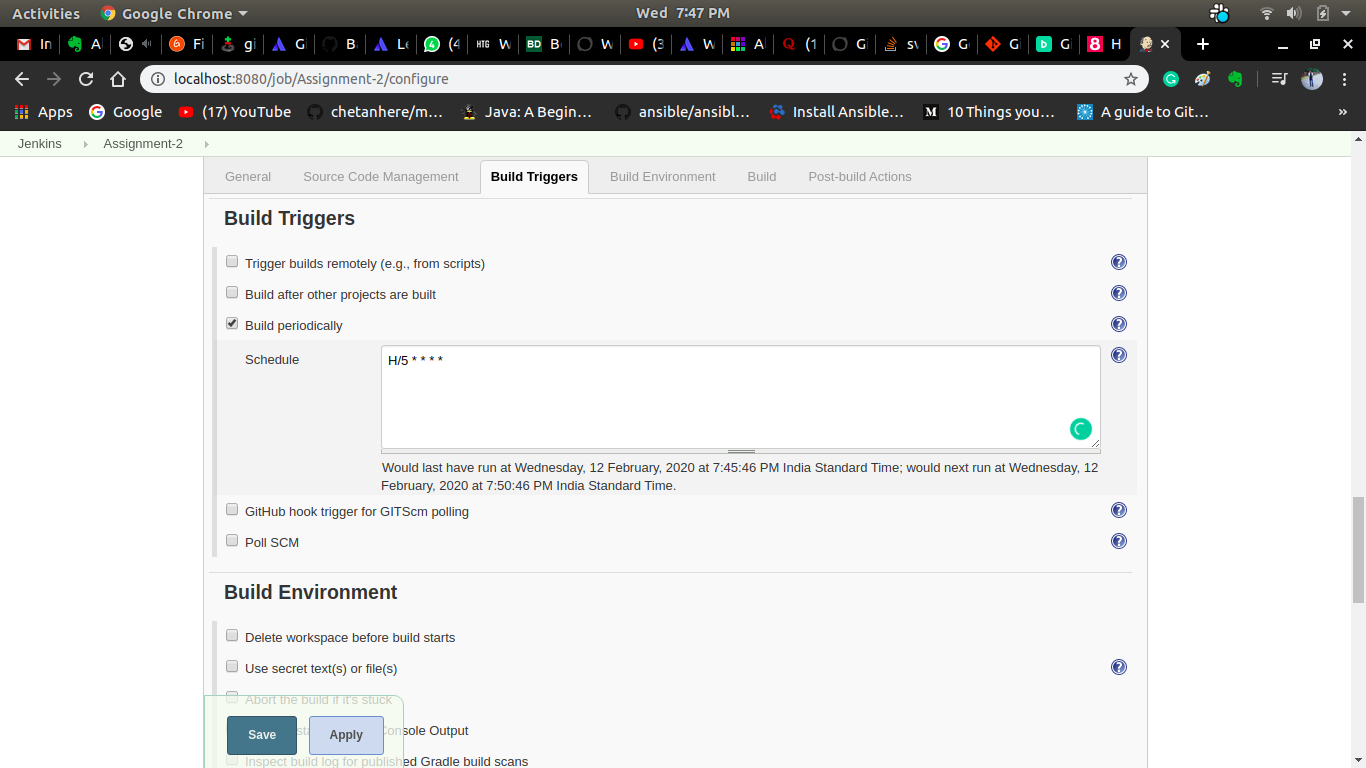 Activities Google Chrome Wed 7:47 PM
In A Fi gi G B Le (4 W B W (3 W A (1 G sv G Gi Gl H
localhost:8080/job/Assignment-2/configure
Apps Google (17) YouTube chetanhere/m… Java: A Begin… ansible/ansibl… Install Ansible… 10 Things you… A guide to Git… »
Jenkins Assignment-2
General Source Code Management Build Triggers Build Environment Build Post-build Actions
Build Triggers
Trigger builds remotely (e.g., from scripts)
Build after other projects are built
Build periodically
Schedule H/5 * * * *
Would last have run at Wednesday, 12 February, 2020 at 7:45:46 PM India Standard Time; would next run at Wednesday, 12
February, 2020 at 7:50:46 PM India Standard Time.
GitHub hook trigger for GITScm polling
Poll SCM
Build Environment
Delete workspace before build starts
Use secret text(s) or file(s)
Abort the build if it's stuck
Console Output
Save Apply
Inspect build log for published Gradle build scans